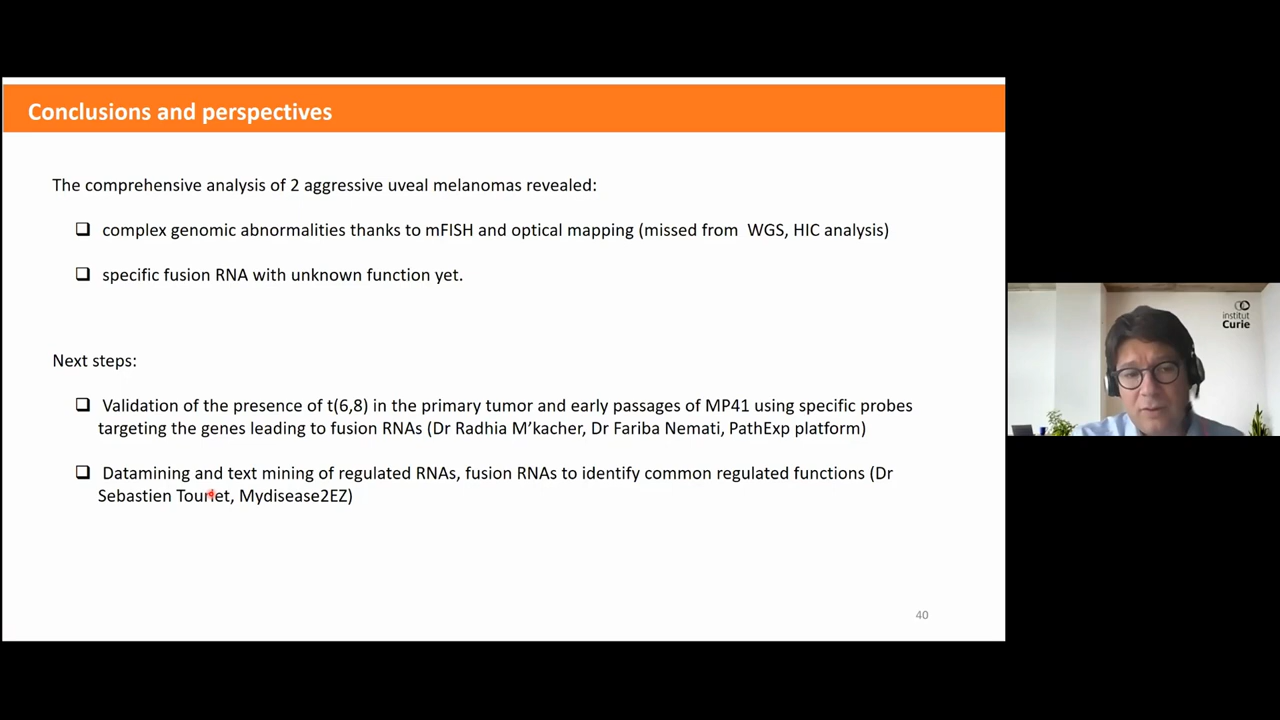 Conclusions and perspectives
The comprehensive analysis of 2 aggressive uveal melanomas revealed:
complex genomic abnormalities thanks to mFISH and optical mapping (missed from WGS, HIC analysis)
specific fusion RNA with unknown function yet.
Next steps:
Validation of the presence of t(6,8) in the primary tumor and early passages of MP41 using specific probes
targeting the genes leading to fusion RNAs (Dr Radhia M'kacher, Dr Fariba Nemati, PathExp platform)
Datamining and text mining of regulated RNAs, fusion RNAs to identify common regulated functions (Dr
Sebastien Mydisease2EZ)
40
institut
Curie